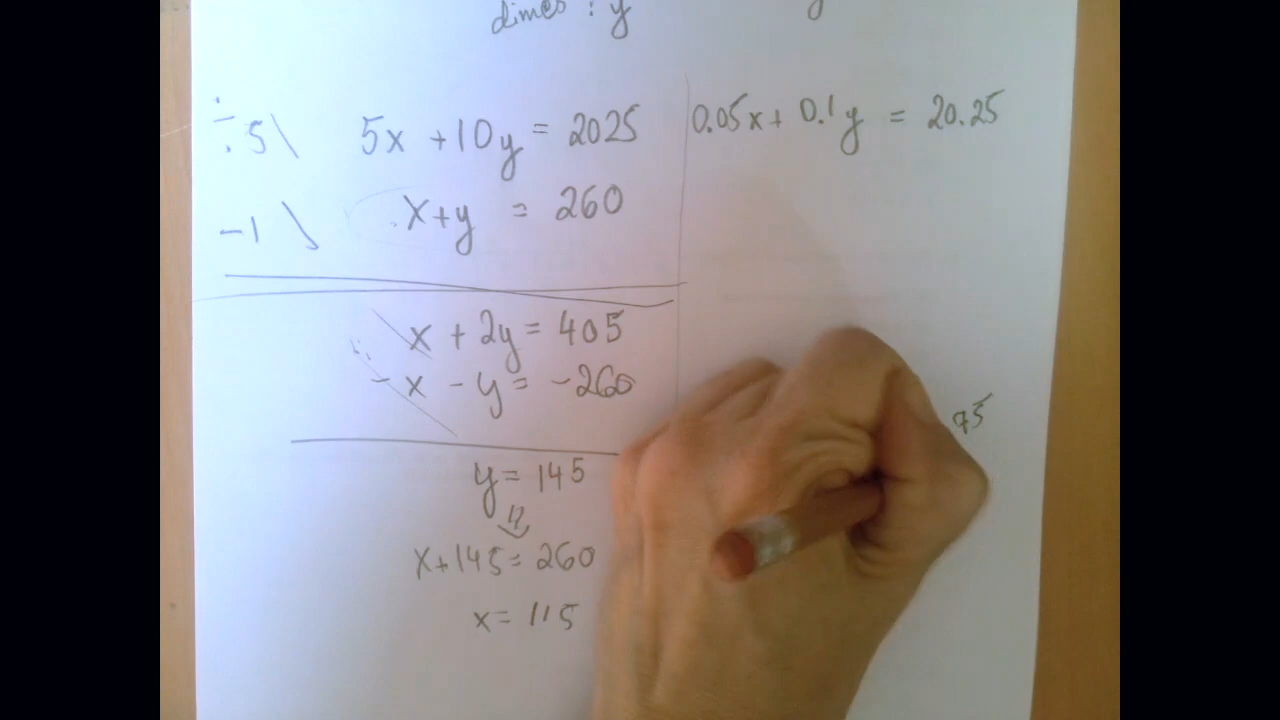 dimes : y
y
÷5\ 5x + 10y = 2025
-1\ x+y = 260
x + 2y = 405
-x - y = -260
y = 145
⇓
x+145 = 260
x = 115
0.05x + 0.1y = 20.25
95